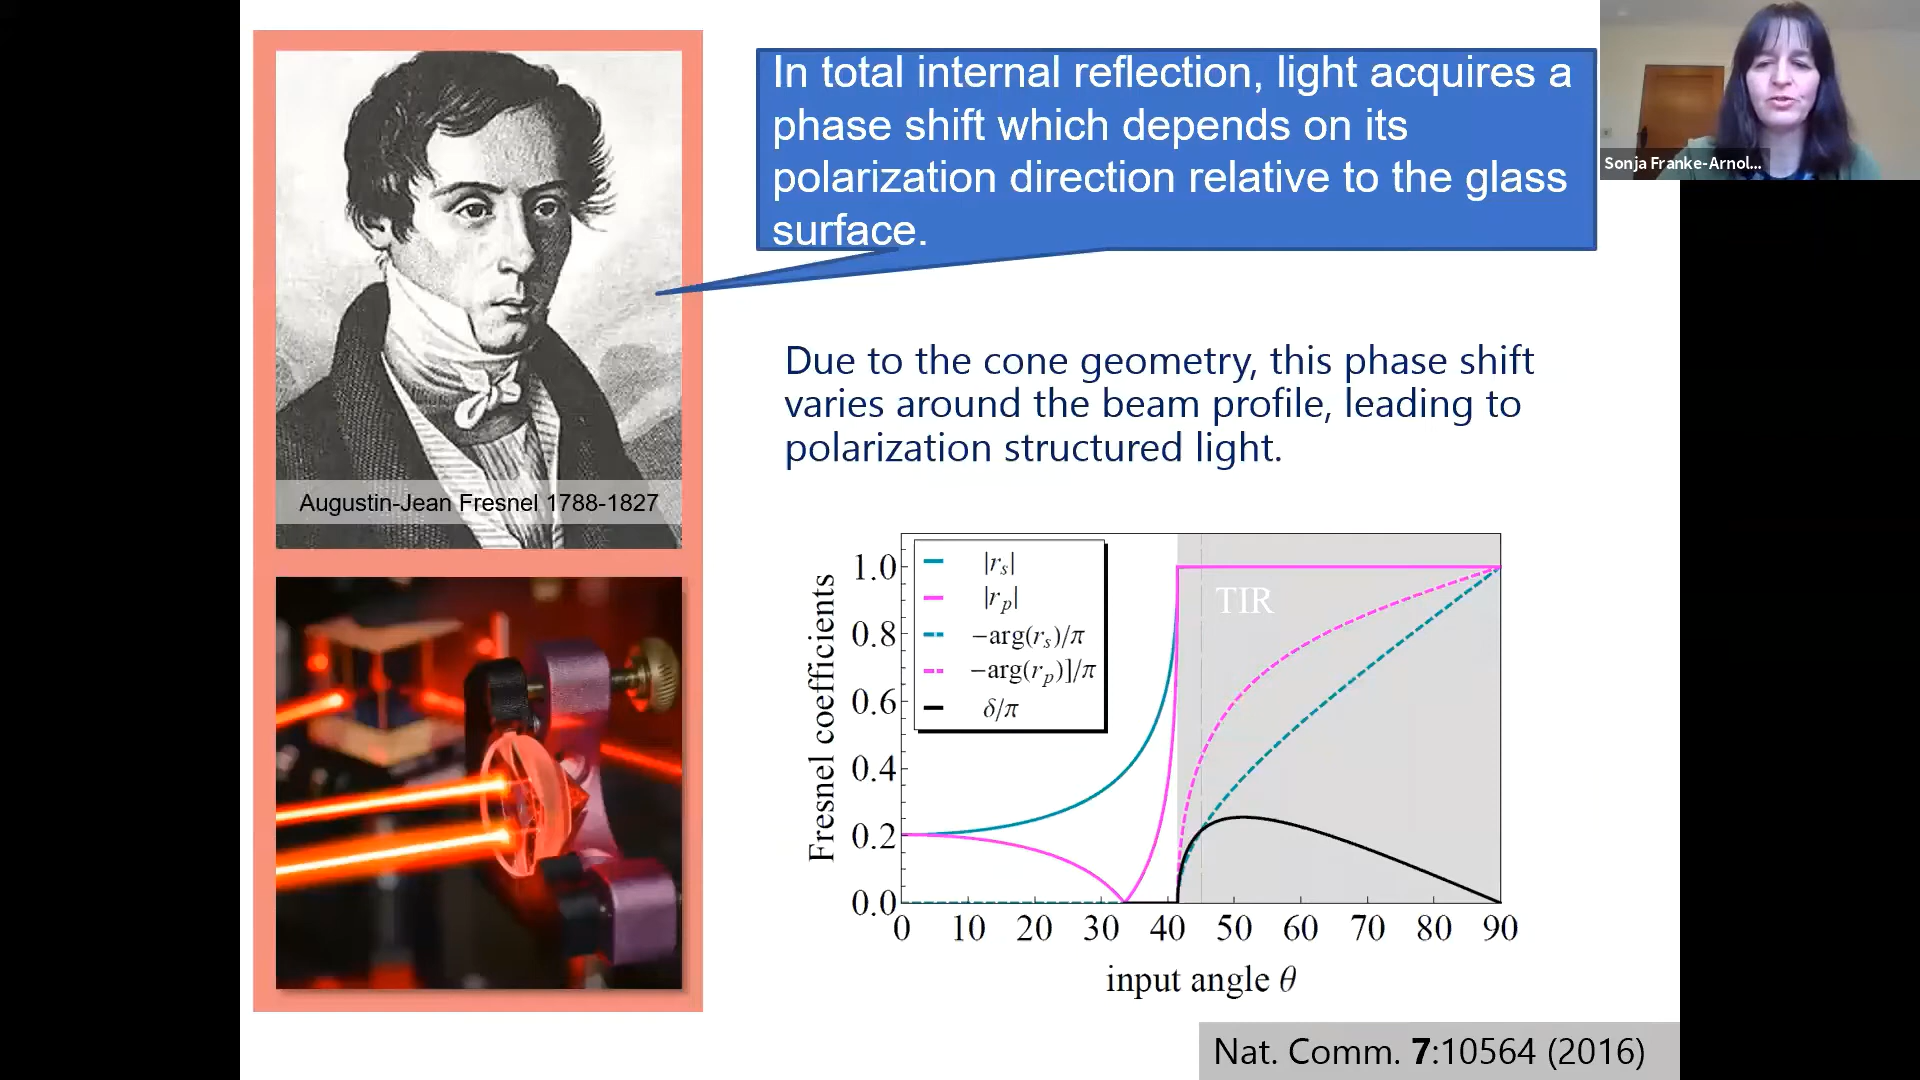 In total internal reflection, light acquires a
phase shift which depends on its
polarization direction relative to the glass
surface.
Sonja Franke-Arnol...
Due to the cone geometry, this phase shift
varies around the beam profile, leading to
polarization structured light.
Augustin-Jean Fresnel 1788-1827
Fresnel coefficients
1.0
0.8
0.6
0.4
0.2
0.0
|r_s|
|r_p|
−arg(r_s)/π
−arg(r_p)]/π
δ/π
TIR
0 10 20 30 40 50 60 70 80 90
input angle θ
Nat. Comm. 7:10564 (2016)